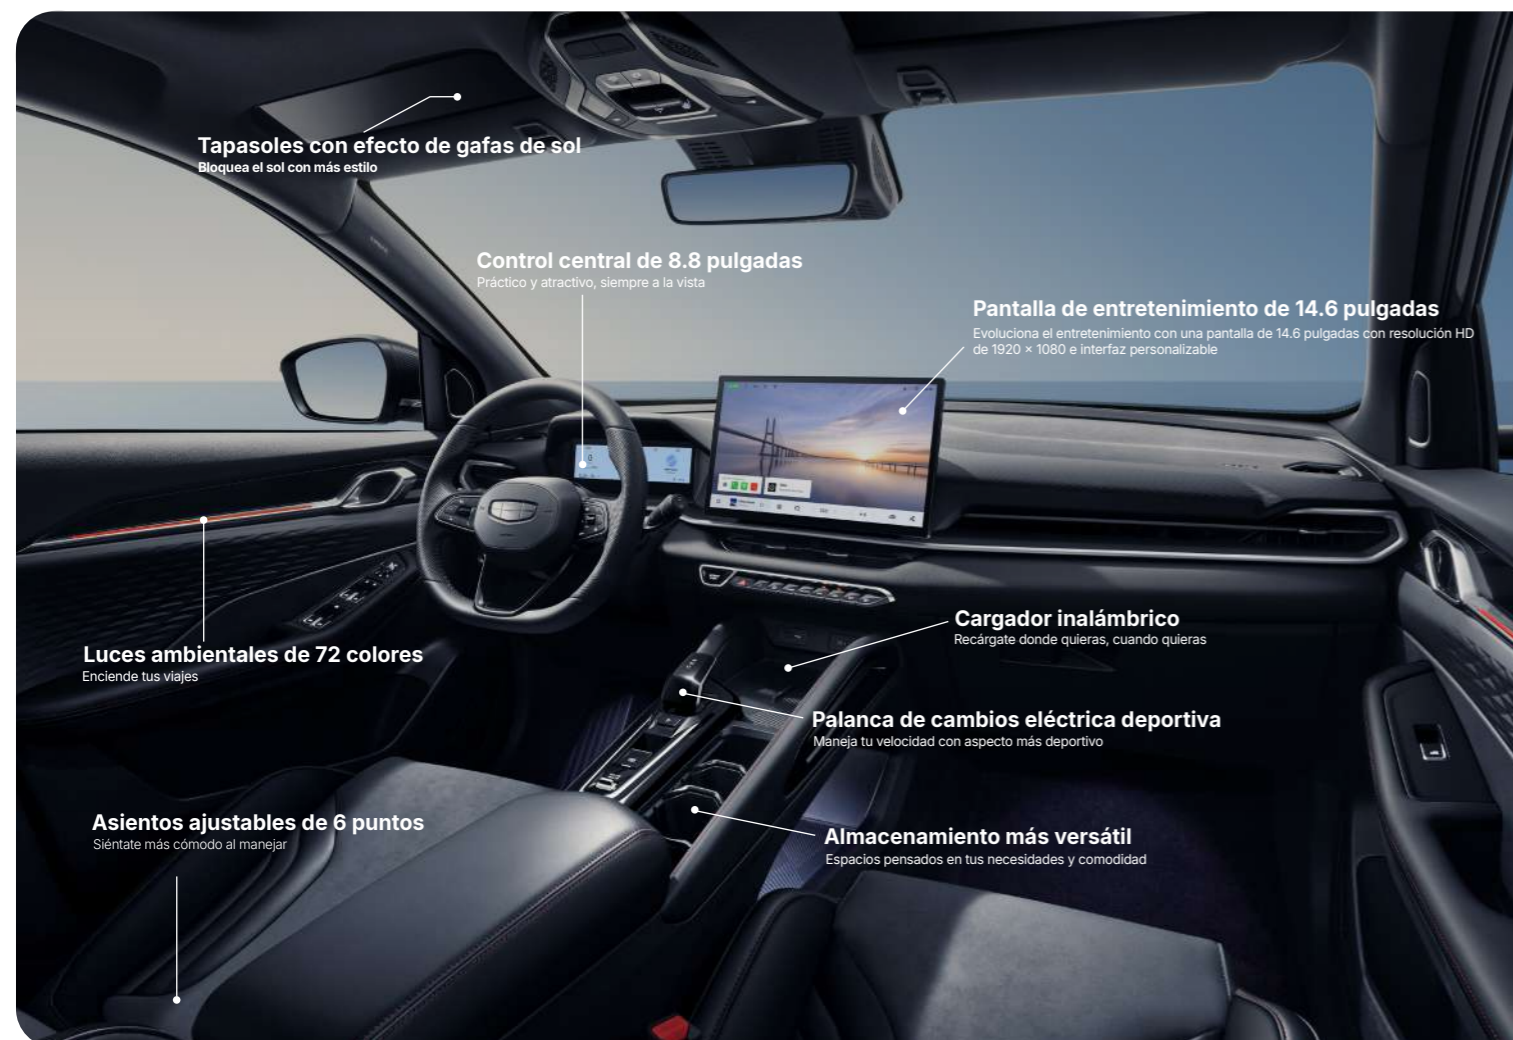 Tapasoles con efecto de gafas de sol
Bloquea el sol con más estilo
Control central de 8.8 pulgadas
Práctico y atractivo, siempre a la vista
Pantalla de entretenimiento de 14.6 pulgadas
Evoluciona el entretenimiento con una pantalla de 14.6 pulgadas con resolución HD
de 1920 × 1080 e interfaz personalizable
Luces ambientales de 72 colores
Enciende tus viajes
Cargador inalámbrico
Recárgate donde quieras, cuando quieras
Palanca de cambios eléctrica deportiva
Maneja tu velocidad con aspecto más deportivo
Asientos ajustables de 6 puntos
Siéntate más cómodo al manejar
Almacenamiento más versátil
Espacios pensados en tus necesidades y comodidad